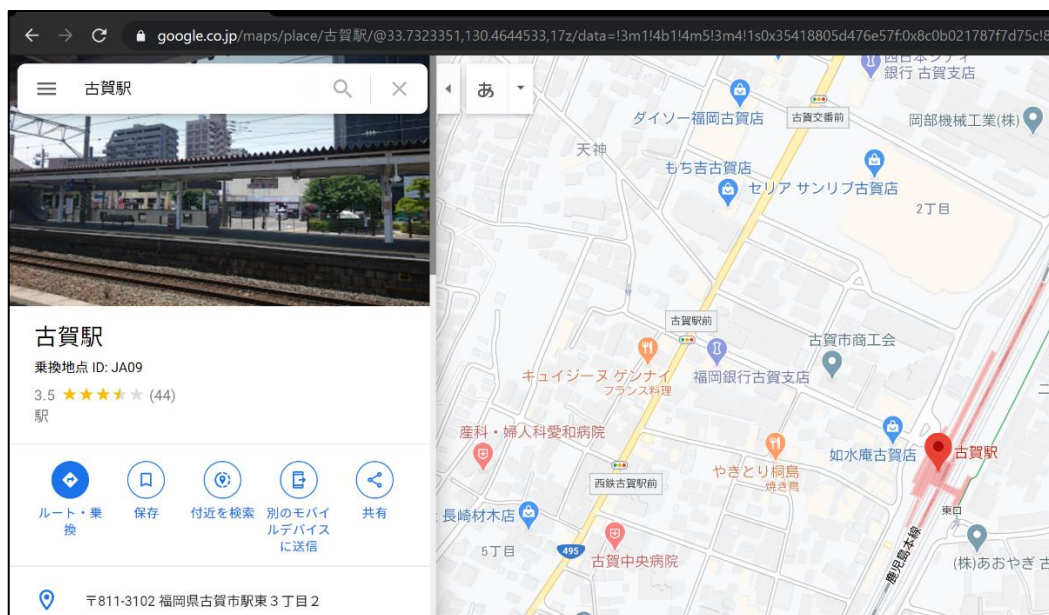 google.co.jp/maps/place/古賀駅/@33.7323351,130.4644533,17z/data=!3m1!4b1!4m5!3m4!1s0x35418805d476e57f:0x8c0b021787f7d75c!8
古賀駅
古賀駅
乗換地点 ID: JA09
3.5
(44)
駅
ルート・乗
換
保存
付近を検索
別のモバイ
ルデバイス
に送信
共有
〒811-3102 福岡県古賀市駅東３丁目２
あ
西日本シティ
銀行 古賀支店
ダイソー福岡古賀店
古賀交番前
岡部機械工業(株)
天神
もち吉古賀店
セリア サンリブ古賀店
2丁目
古賀駅前
古賀市商工会
キュイジーヌ ゲンナイ
フランス料理
福岡銀行古賀支店
産科・婦人科愛和病院
如水庵古賀店
古賀駅
やきとり桐島
焼き鳥
西鉄古賀駅前
東口
長崎材木店
495
5丁目
古賀中央病院
鹿児島本線
(株)あおやぎ 古